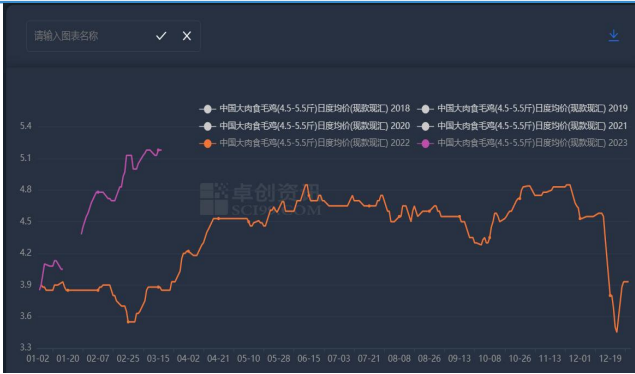 请输入图表名称
中国大肉食毛鸡(4.5-5.5斤)日度均价(现款现汇) 2018 中国大肉食毛鸡(4.5-5.5斤)日度均价(现款现汇) 2019
中国大肉食毛鸡(4.5-5.5斤)日度均价(现款现汇) 2020 中国大肉食毛鸡(4.5-5.5斤)日度均价(现款现汇) 2021
中国大肉食毛鸡(4.5-5.5斤)日度均价(现款现汇) 2022 中国大肉食毛鸡(4.5-5.5斤)日度均价(现款现汇) 2023
5.4
5.1
4.8
4.5
4.2
3.9
3.6
3.3
卓创资讯
SCI99.COM
01-02 01-20 02-07 02-25 03-15 04-02 04-21 05-10 05-28 06-15 07-03 07-21 08-08 08-26 09-13 10-08 10-26 11-13 12-01 12-19